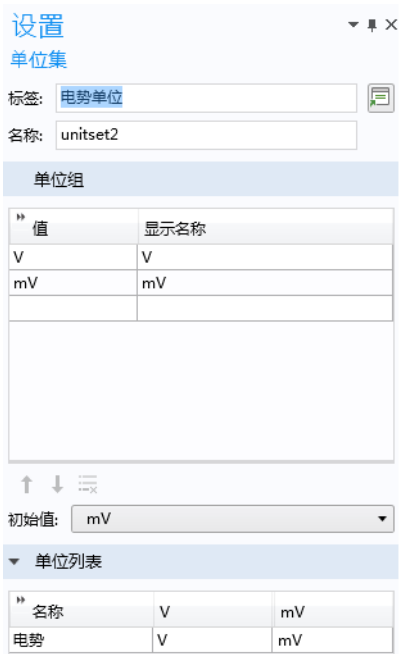 设置
单位集
标签: 电势单位
名称: unitset2
单位组
值 显示名称
V V
mV mV
初始值: mV
单位列表
名称 V mV
电势 V mV